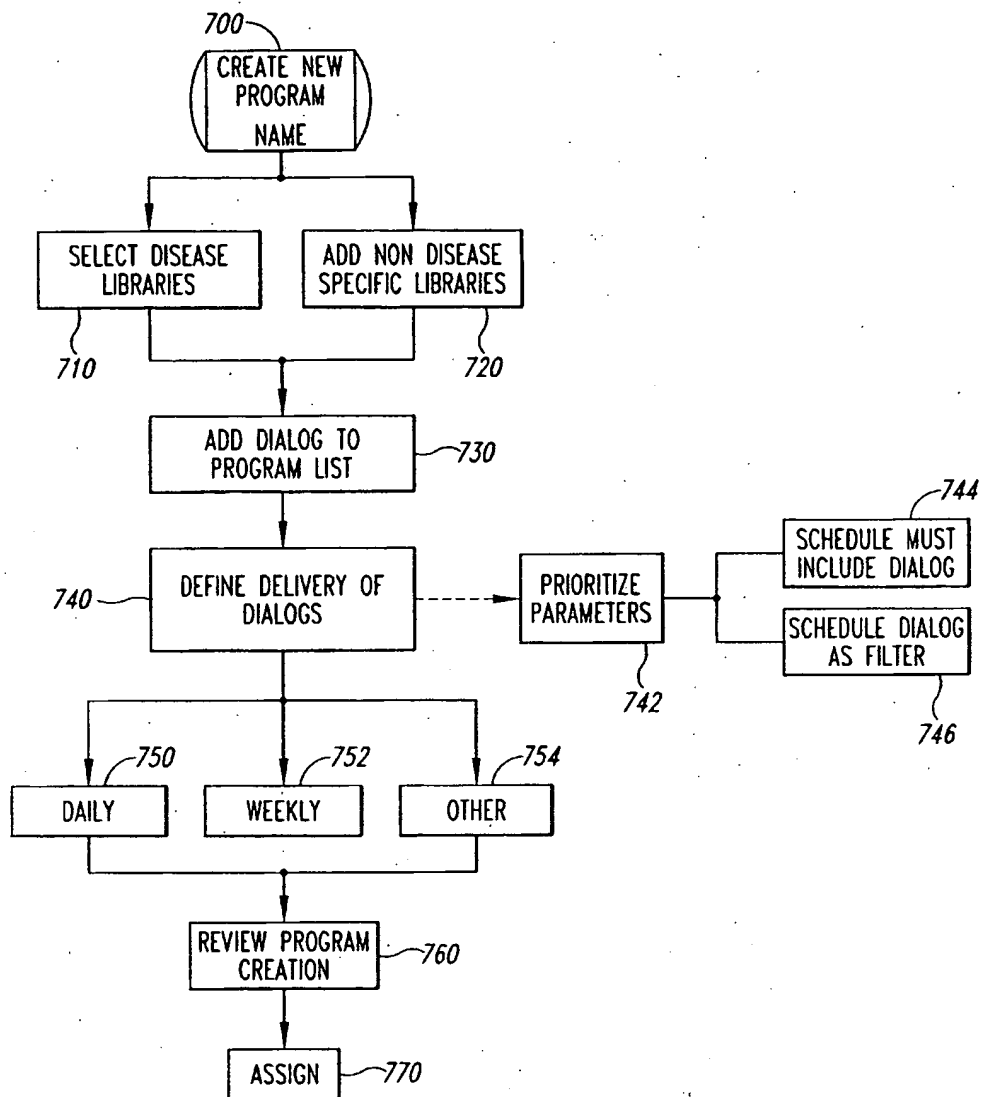 700
CREATE NEW
PROGRAM
NAME
SELECT DISEASE
LIBRARIES
710
ADD NON DISEASE
SPECIFIC LIBRARIES
720
ADD DIALOG TO
PROGRAM LIST
730
740
DEFINE DELIVERY OF
DIALOGS
PRIORITIZE
PARAMETERS
742
744
SCHEDULE MUST
INCLUDE DIALOG
SCHEDULE DIALOG
AS FILTER
746
750
DAILY
752
WEEKLY
754
OTHER
REVIEW PROGRAM
CREATION
760
ASSIGN
770